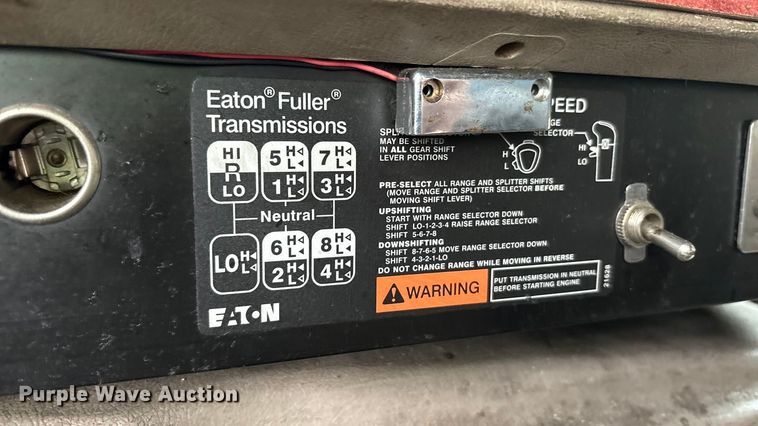 Eaton® Fuller®
Transmissions
HI
R
LO
5 H◁
L◁
7 H◁
L◁
1 H◁
L◁
3 H◁
L◁
Neutral
LO H◁
L◁
6 H◁
L◁
8 H◁
L◁
2 H◁
L◁
4 H◁
L◁
EATON
MAY BE SHIFTED
IN ALL GEAR SHIFT
LEVER POSITIONS
H
L
SELECTOR
HI
LO
PRE-SELECT ALL RANGE AND SPLITTER SHIFTS
(MOVE RANGE AND SPLITTER SELECTOR BEFORE
MOVING SHIFT LEVER)
UPSHIFTING
START WITH RANGE SELECTOR DOWN
SHIFT LO-1-2-3-4 RAISE RANGE SELECTOR
SHIFT 5-6-7-8
DOWNSHIFTING
SHIFT 8-7-6-5 MOVE RANGE SELECTOR DOWN
SHIFT 4-3-2-1-LO
DO NOT CHANGE RANGE WHILE MOVING IN REVERSE
WARNING
PUT TRANSMISSION IN NEUTRAL
BEFORE STARTING ENGINE
21628
Purple Wave Auction